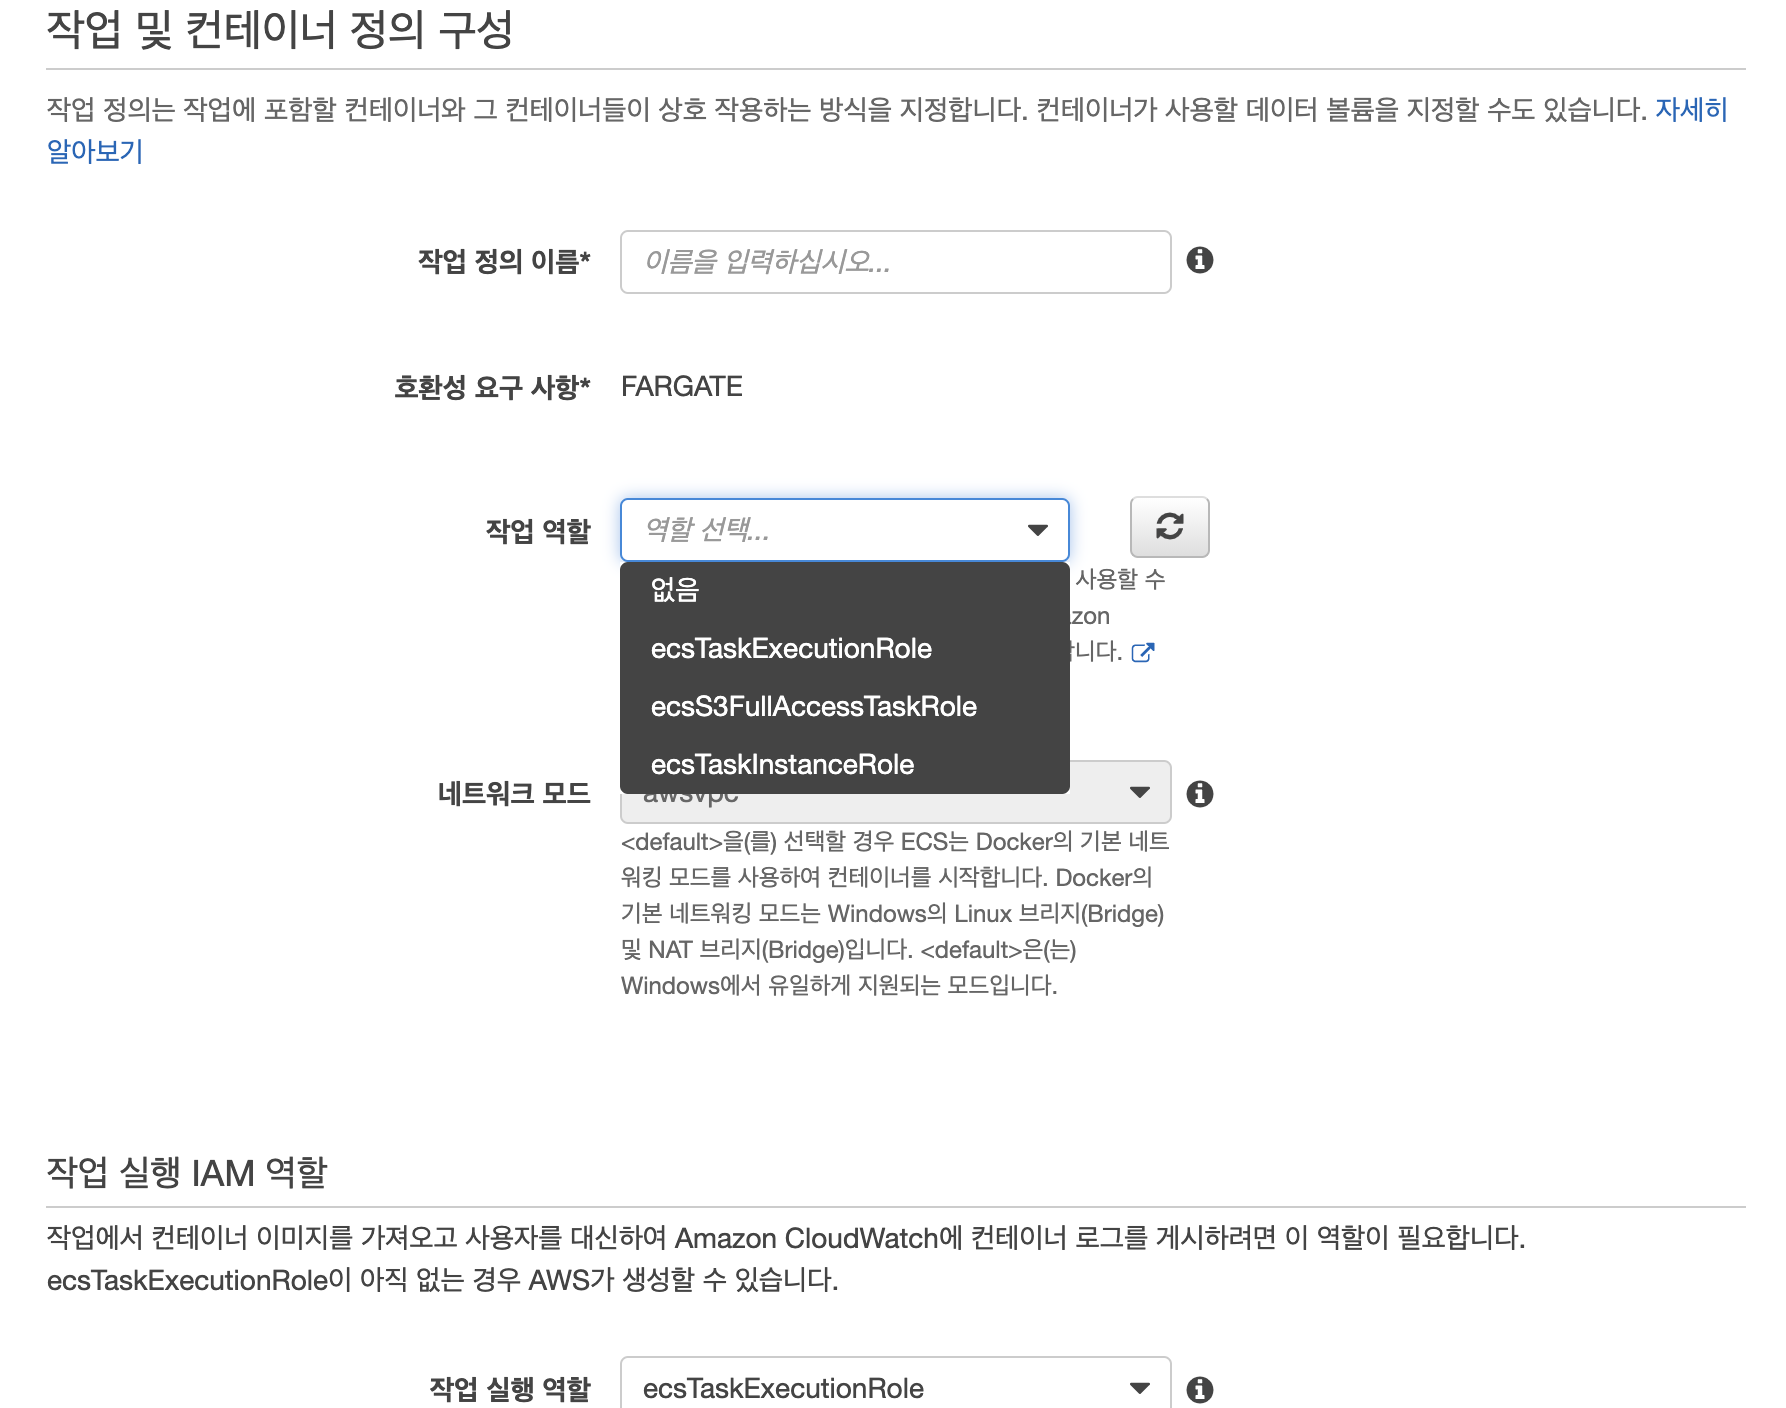 작업 및 컨테이너 정의 구성
작업 정의는 작업에 포함할 컨테이너와 그 컨테이너들이 상호 작용하는 방식을 지정합니다. 컨테이너가 사용할 데이터 볼륨을 지정할 수도 있습니다. 자세히
알아보기
작업 정의 이름* 이름을 입력하십시오...
호환성 요구 사항* FARGATE
작업 역할 역할 선택...
없음
사용할 수
ecsTaskExecutionRole
ecsS3FullAccessTaskRole
ecsTaskInstanceRole
네트워크 모드 awsvpc
<default>을(를) 선택할 경우 ECS는 Docker의 기본 네트
워킹 모드를 사용하여 컨테이너를 시작합니다. Docker의
기본 네트워킹 모드는 Windows의 Linux 브리지(Bridge)
및 NAT 브리지(Bridge)입니다. <default>은(는)
Windows에서 유일하게 지원되는 모드입니다.
작업 실행 IAM 역할
작업에서 컨테이너 이미지를 가져오고 사용자를 대신하여 Amazon CloudWatch에 컨테이너 로그를 게시하려면 이 역할이 필요합니다.
ecsTaskExecutionRole이 아직 없는 경우 AWS가 생성할 수 있습니다.
작업 실행 역할 ecsTaskExecutionRole